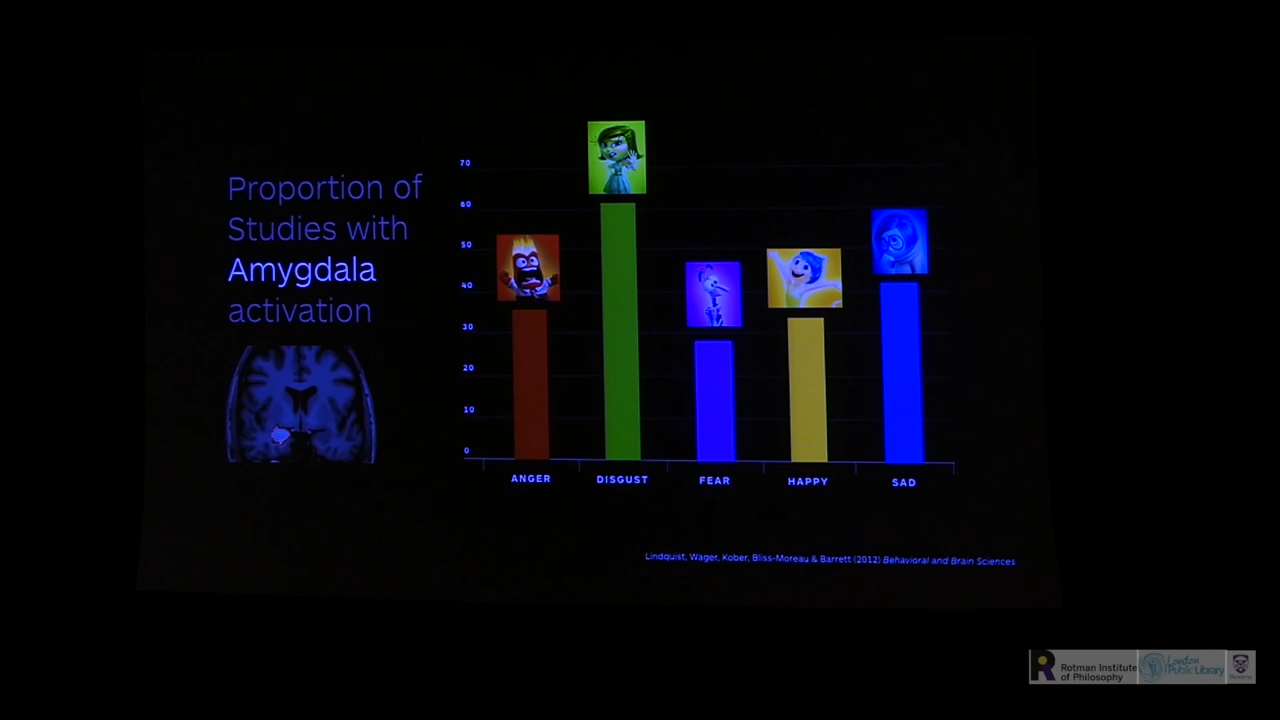 Proportion of
Studies with
Amygdala
activation
70
60
50
40
30
20
10
0
ANGER
DISGUST
FEAR
HAPPY
SAD
Lindquist, Wager, Kober, Bliss-Moreau & Barrett (2012) Behavioral and Brain Sciences
Rotman Institute
of Philosophy
London
Public Library